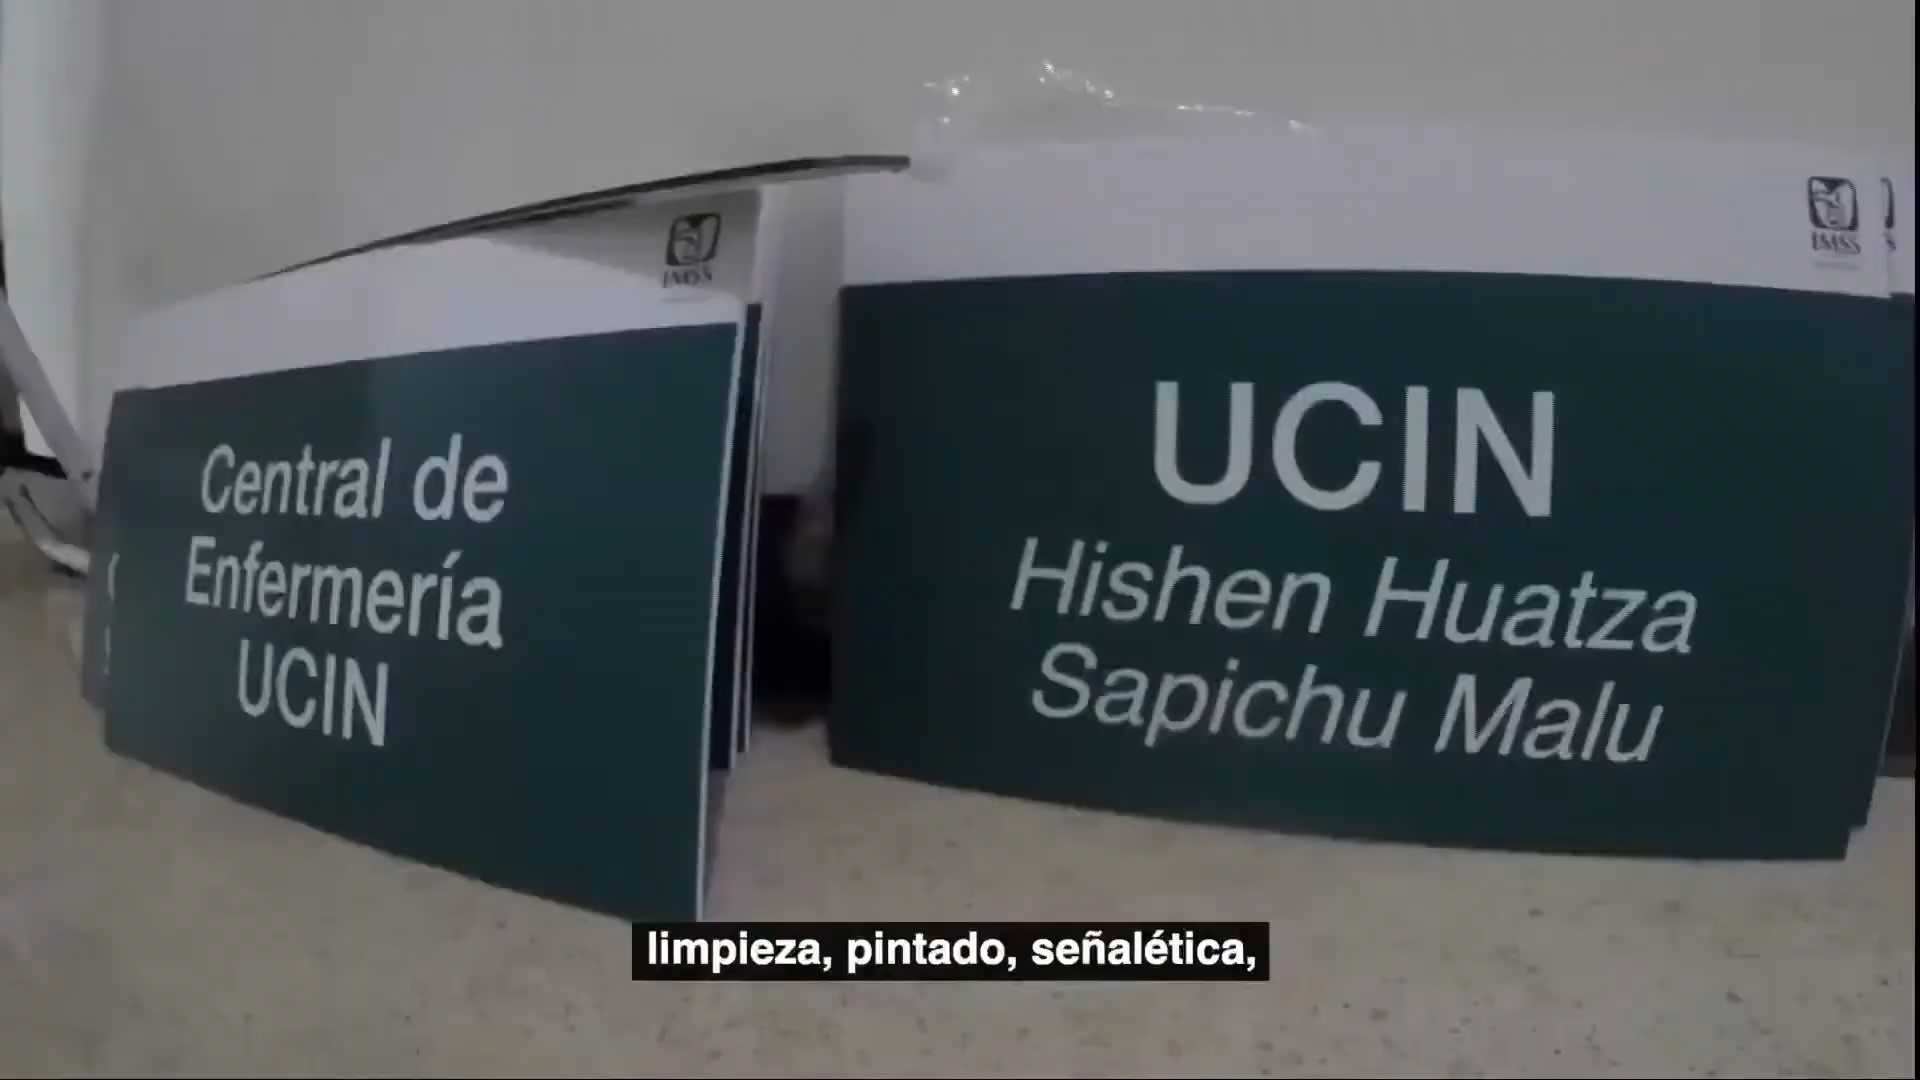 IMSS
Central de
Enfermería
UCIN
IMSS
UCIN
Hishen Huatza
Sapichu Malu
limpieza, pintado, señalética,